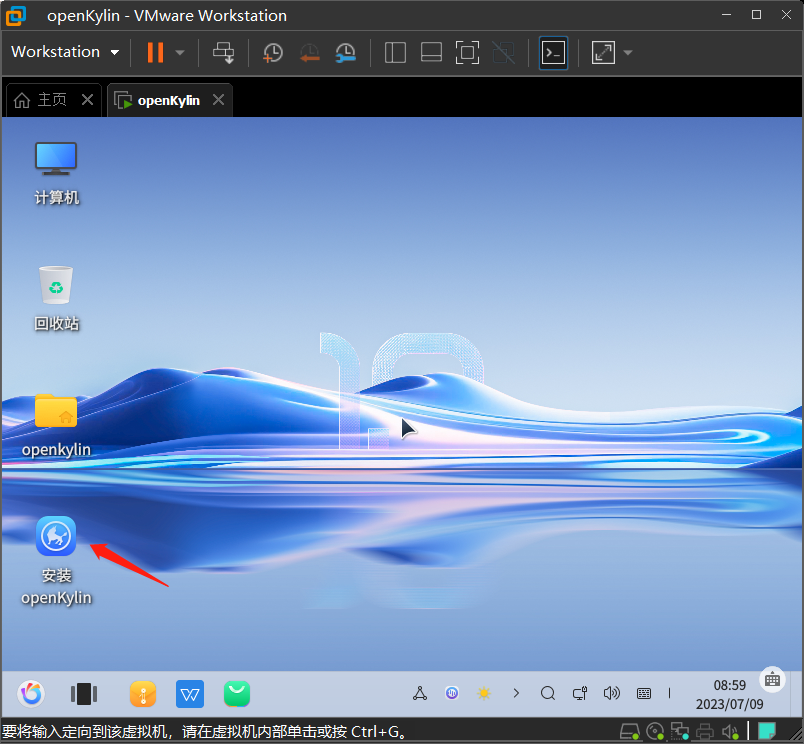 openKylin - VMware Workstation
Workstation
主页
openKylin
计算机
回收站
openkylin
安装
openKylin
1.0
08:59
2023/07/09
要将输入定向到该虚拟机，请在虚拟机内部单击或按 Ctrl+G。